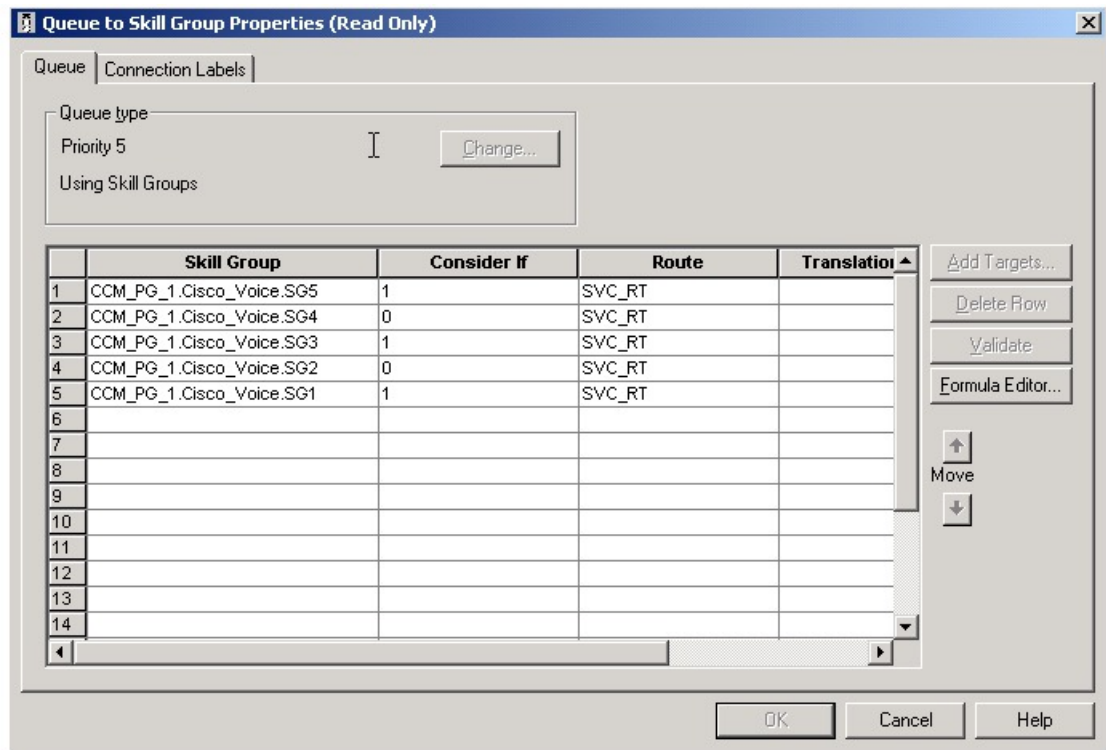 Queue to Skill Group Properties (Read Only)
Queue Connection Labels
Queue type
Priority 5 Change...
Using Skill Groups
Skill Group Consider If Route Translation
1 CCM_PG_1.Cisco_Voice.SG5 1 SVC_RT
2 CCM_PG_1.Cisco_Voice.SG4 0 SVC_RT
3 CCM_PG_1.Cisco_Voice.SG3 1 SVC_RT
4 CCM_PG_1.Cisco_Voice.SG2 0 SVC_RT
5 CCM_PG_1.Cisco_Voice.SG1 1 SVC_RT
6
7
8
9
10
11
12
13
14
Add Targets...
Delete Row
Validate
Formula Editor...
Move
OK Cancel Help